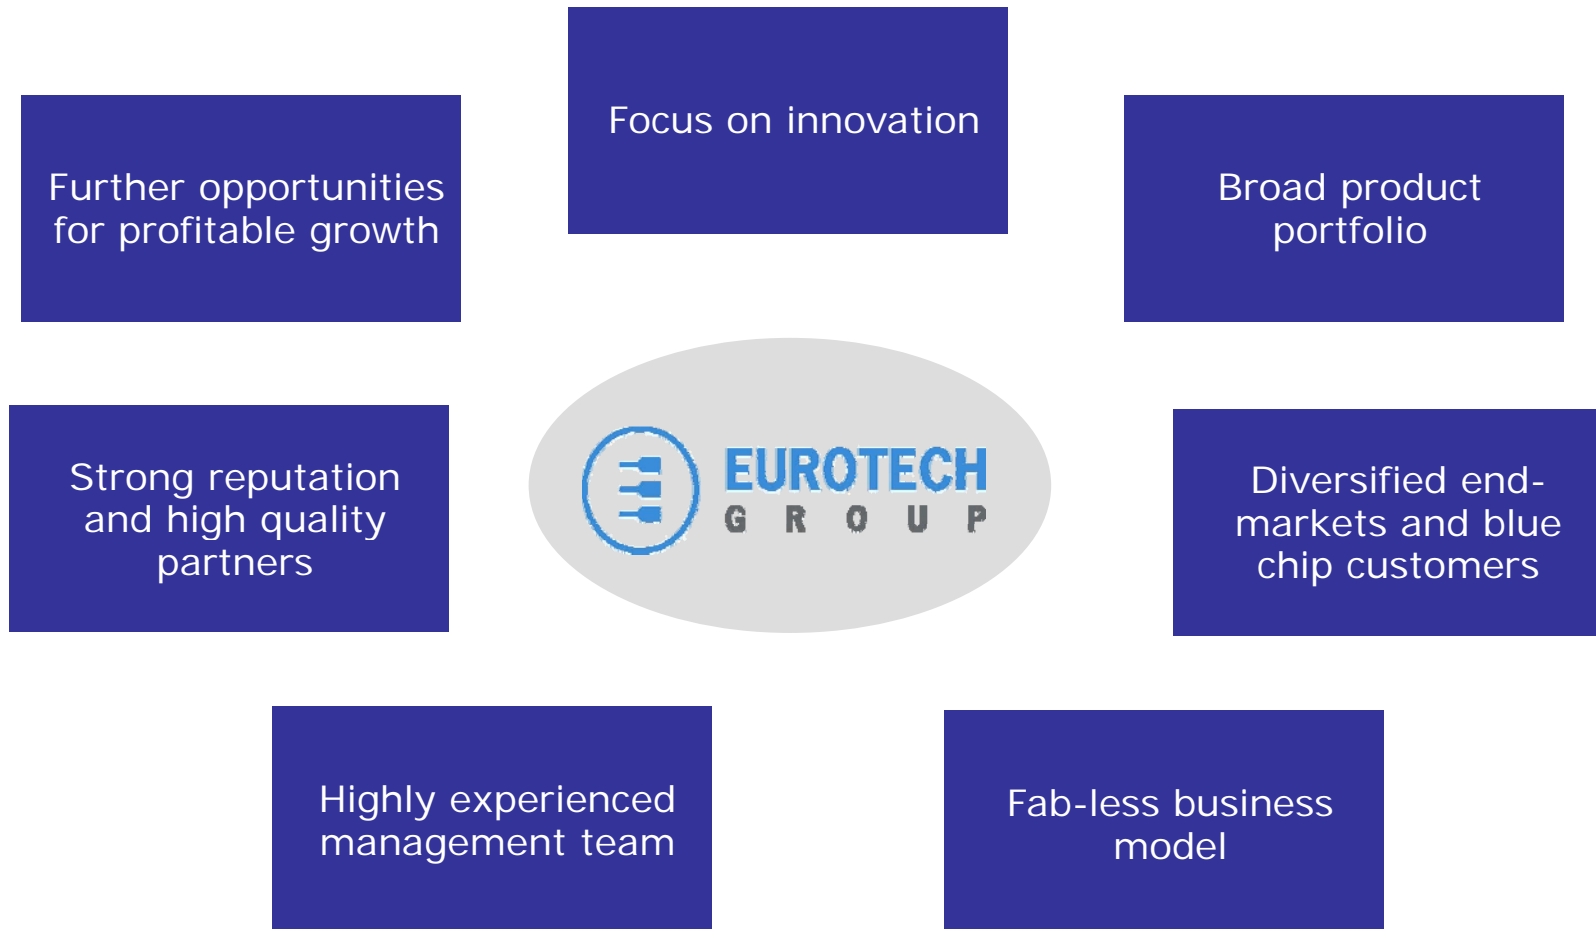 Focus on innovation
Further opportunities
for profitable growth
Broad product
portfolio
EUROTECH
GROUP
Strong reputation
and high quality
partners
Diversified end-
markets and blue
chip customers
Highly experienced
management team
Fab-less business
model